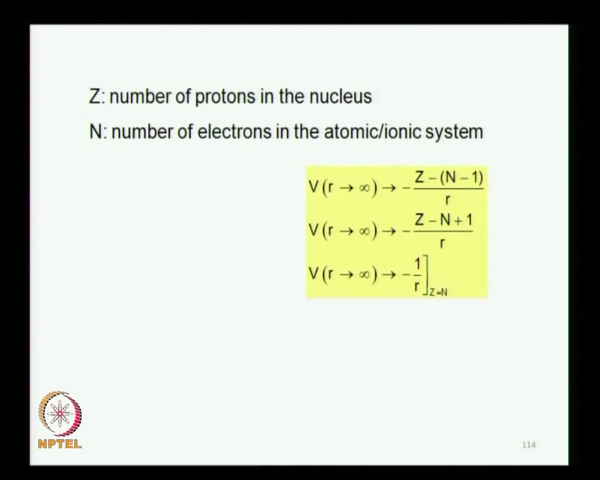 Z: number of protons in the nucleus
N: number of electrons in the atomic/ionic system
V(r → ∞) → − Z − (N − 1) / r
V(r → ∞) → − Z − N + 1 / r
V(r → ∞) → − 1 / r ]Z=N
NPTEL
114